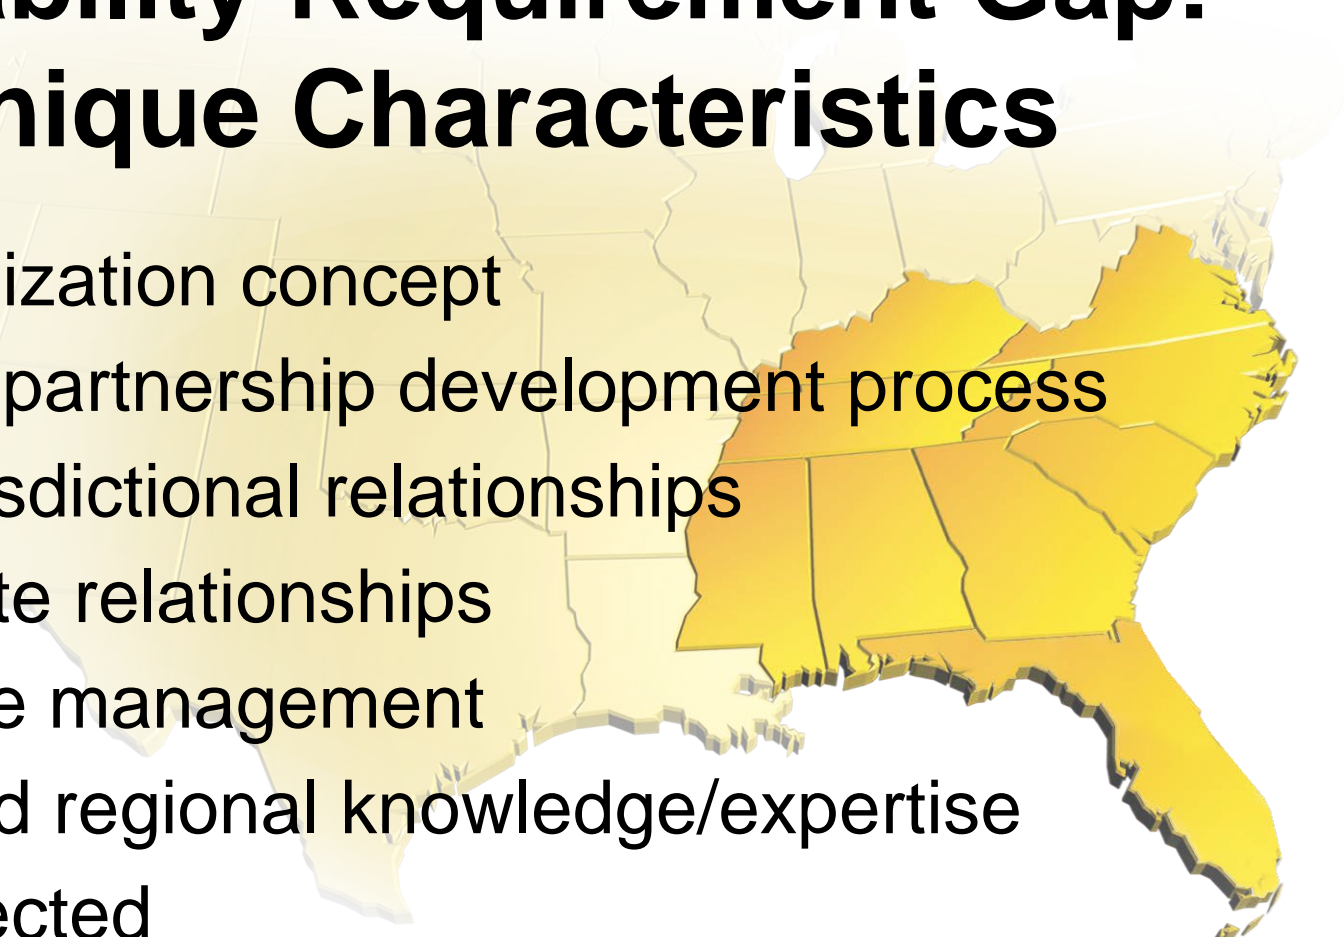 ability Requirement Gap:
nique Characteristics
ization concept
partnership development process
sdictional relationships
te relationships
e management
d regional knowledge/expertise
ected